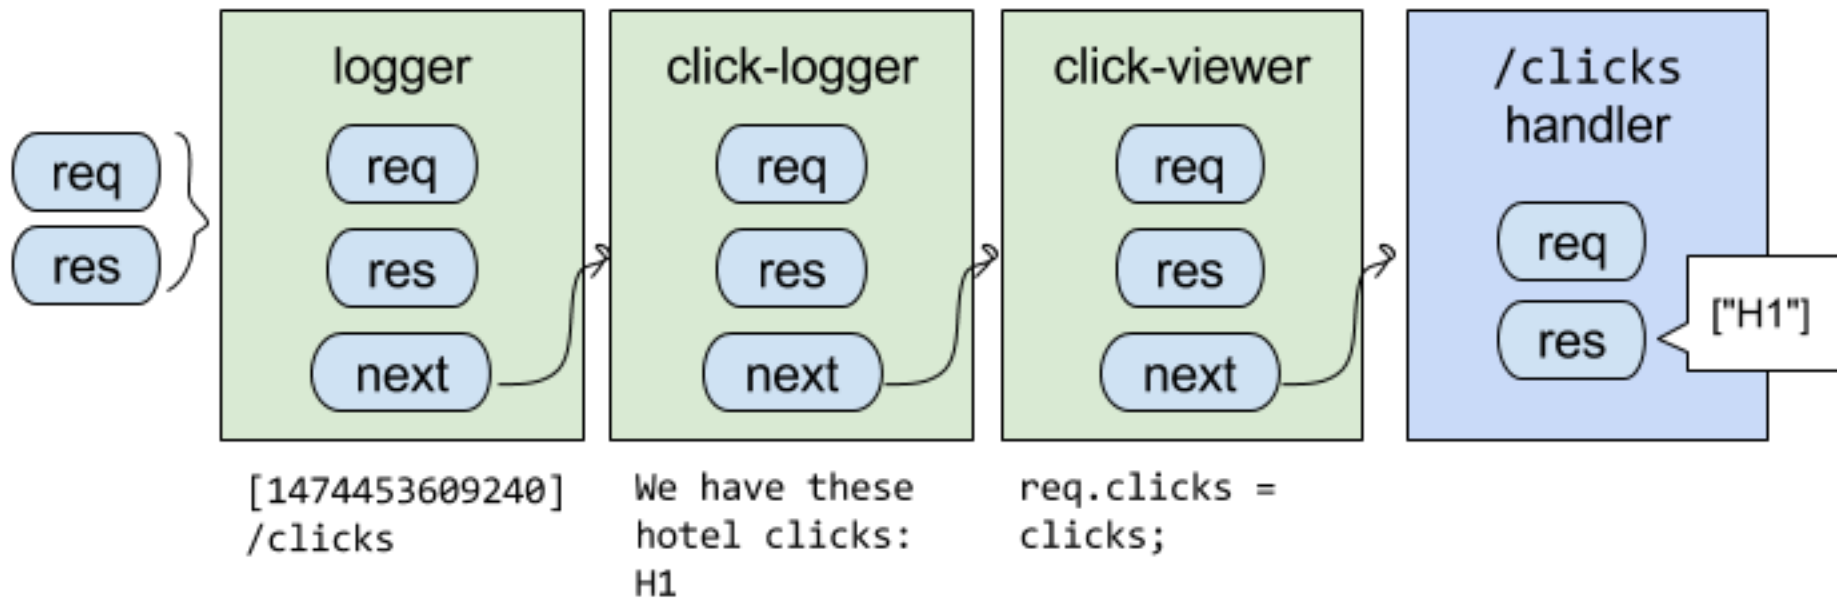 req
res
logger
req
res
next
[1474453609240]
/clicks
click-logger
req
res
next
We have these
hotel clicks:
H1
click-viewer
req
res
next
req.clicks =
clicks;
/clicks
handler
req
res
["H1"]